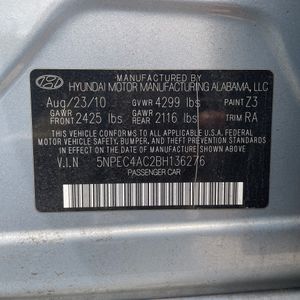 MANUFACTURED BY
HYUNDAI MOTOR MANUFACTURING ALABAMA, LLC
Aug/23/10 GVWR 4299 lbs PAINT Z3
GAWR FRONT 2425 lbs GAWR REAR 2116 lbs TRIM RA
THIS VEHICLE CONFORMS TO ALL APPLICABLE U.S. FEDERAL
MOTOR VEHICLE SAFETY, BUMPER, AND THEFT PREVENTION
STANDARDS IN EFFECT ON THE DATE OF MANUFACTURE SHOWN ABOVE.
V.I.N 5NPEC4AC2BH136276
PASSENGER CAR